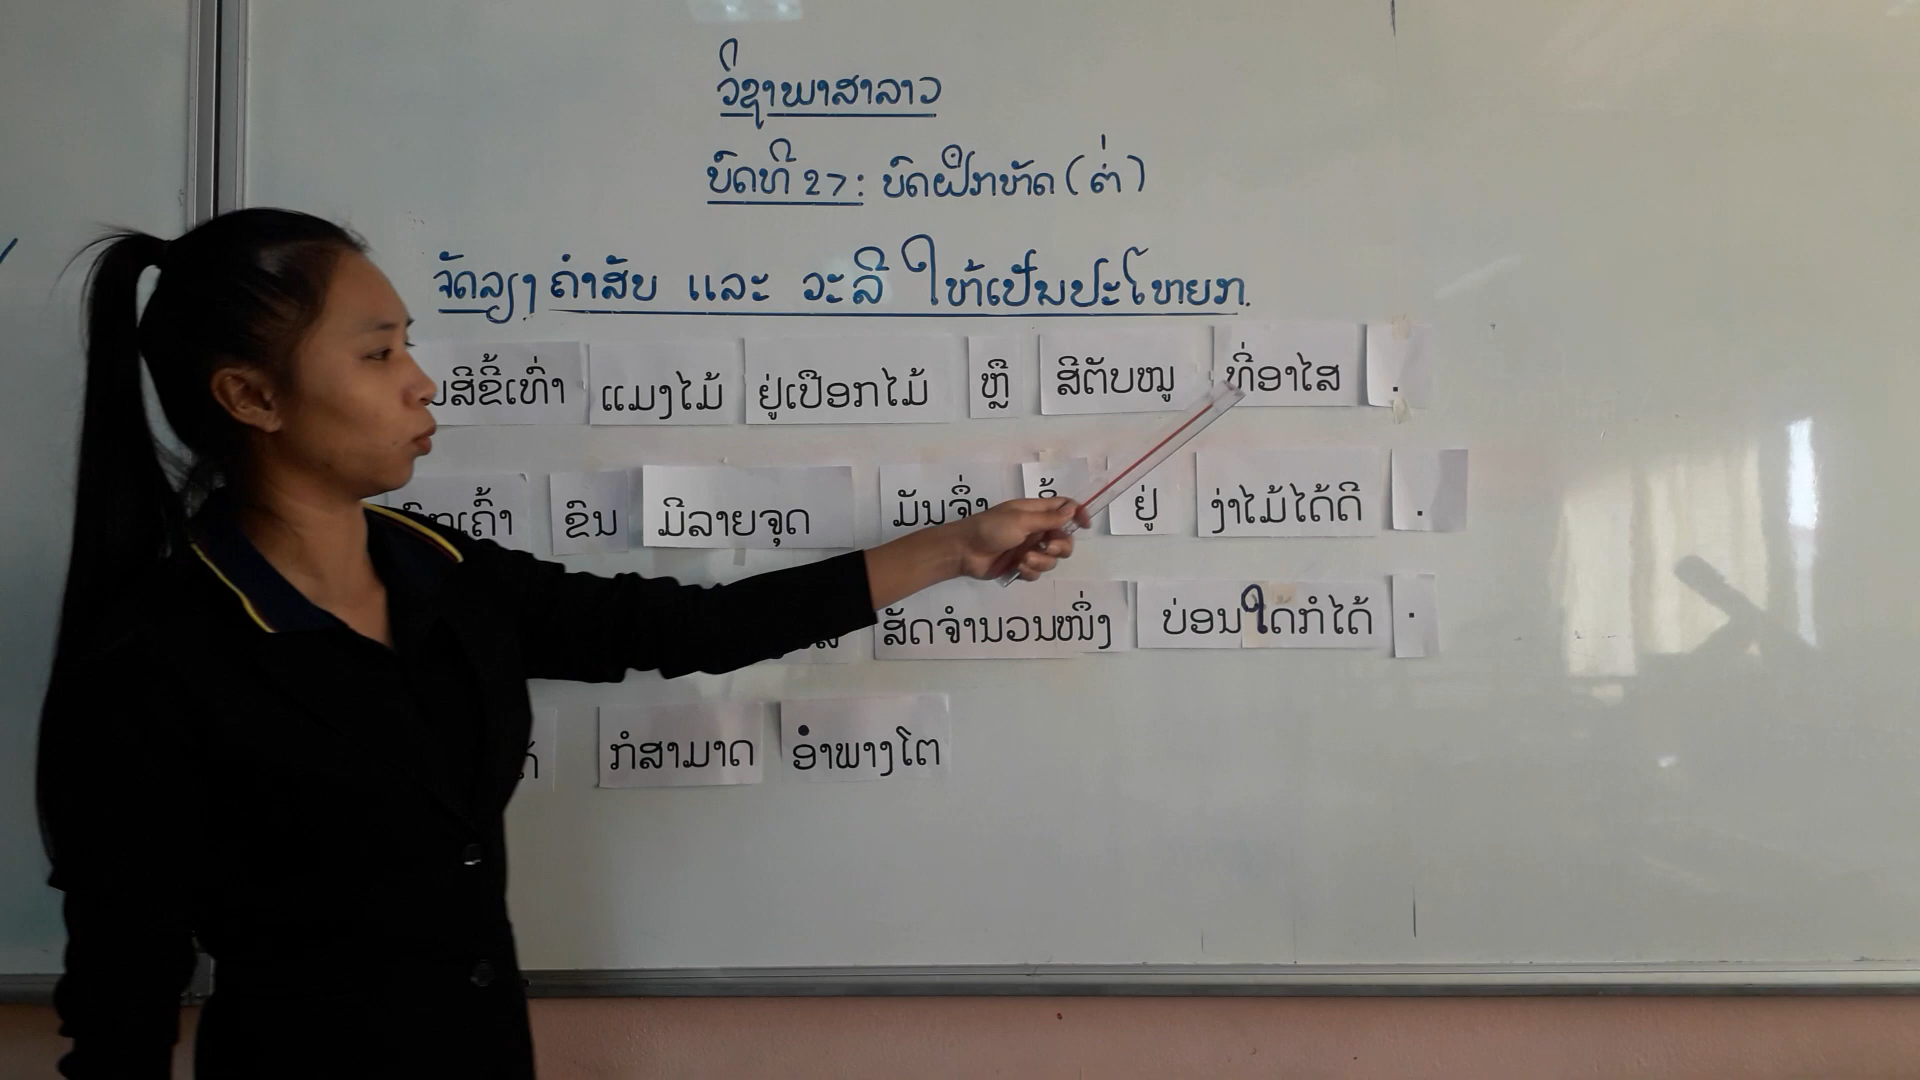 ວິຊາພາສາລາວ
ບົດທີ 27: ບົດຝຶກຫັດ (ຕໍ່)
ຈັດລຽງ ຄຳສັບ ແລະ ວະລີ ໃຫ້ເປັນປະໂຫຍກ.
ສີຂີ້ເທົ່າ ແມງໄມ້ ຢູ່ເປືອກໄມ້ ຫຼື ສີຕັບໝູ ທີ່ອາໄສ .
ເຄົ້າ ຂົນ ມີລາຍຈຸດ ມັນຈຶ່ງ ຢູ່ ງ່າໄມ້ໄດ້ດີ .
ສັດຈຳນວນໜຶ່ງ ບ່ອນໃດກໍໄດ້ .
ກໍສາມາດ ອຳພາງໂຕ